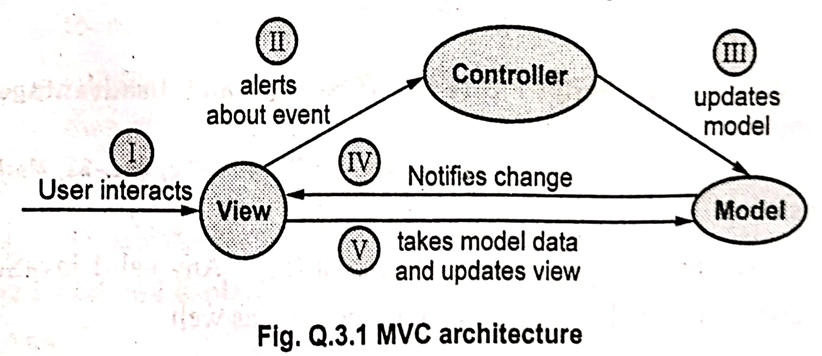 II
alerts
about event
Controller
III
updates
model
I
User interacts
IV
Notifies change
View
Model
V
takes model data
and updates view
Fig. Q.3.1 MVC architecture